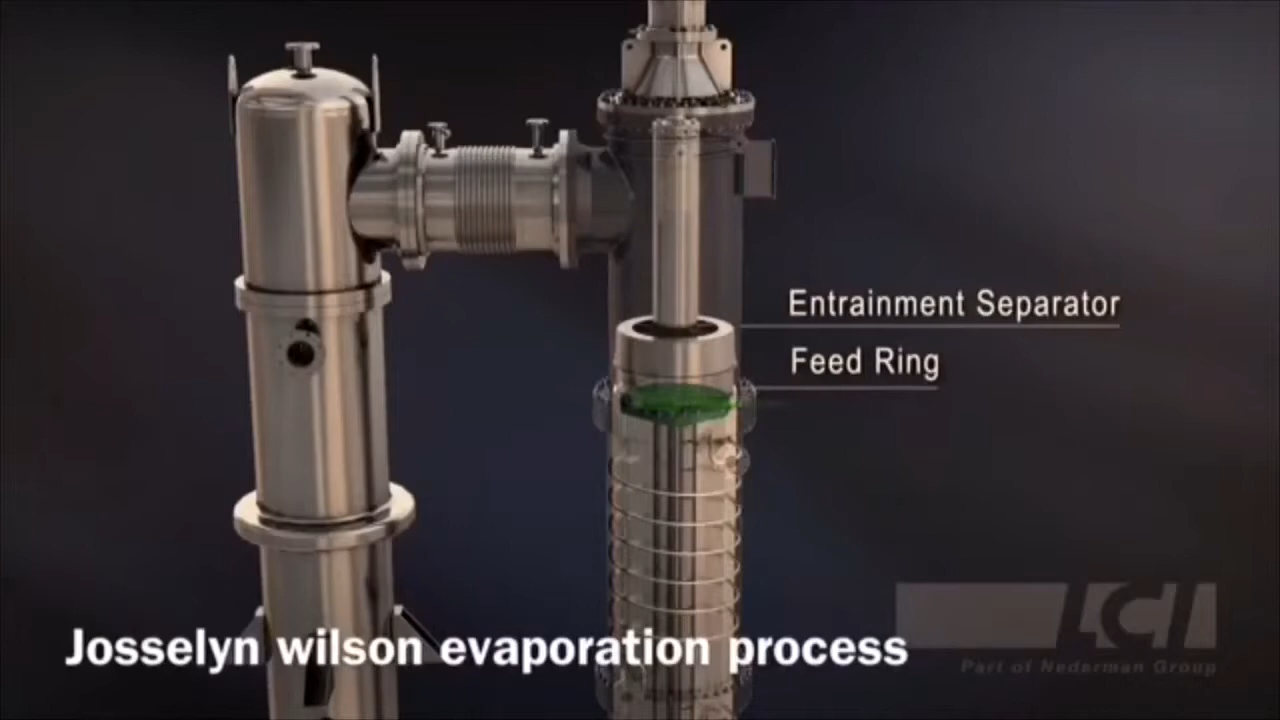 Entrainment Separator
Feed Ring
LCI
Part of Nederman Group
Josselyn wilson evaporation process